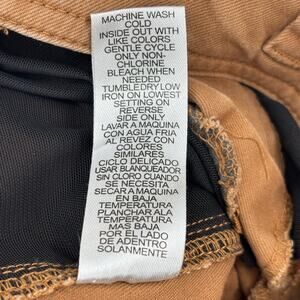 MACHINE WASH
COLD
INSIDE OUT WITH
LIKE COLORS
GENTLE CYCLE
ONLY NON-
CHLORINE
BLEACH WHEN
NEEDED
TUMBLEDRY LOW
IRON ON LOWEST
SETTING ON
REVERSE
SIDE ONLY
LAVAR A MAQUINA
CON AGUA FRIA
AL REVEZ CON
COLORES
SIMILARES
CICLO DELICADO
USAR BLANQUEADOR
SIN CLORO CUANDO
SE NECESITA
SECAR A MAQUINA
EN BAJA
TEMPERATURA
PLANCHAR ALA
TEMPERATURA
MAS BAJA
POR EL LADO
DE ADENTRO
SOLANMENTE